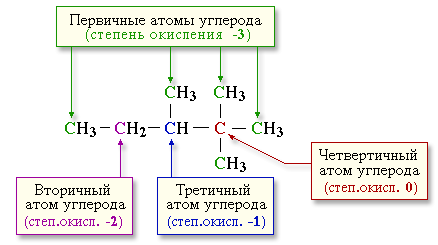 Первичные атомы углерода
(степень окисления -3)
CH3 CH3
CH3 – CH2 – CH – C – CH3
CH3
Вторичный
атом углерода
(степ.окисл. -2)
Третичный
атом углерода
(степ.окисл. -1)
Четвертичный
атом углерода
(степ.окисл. 0)